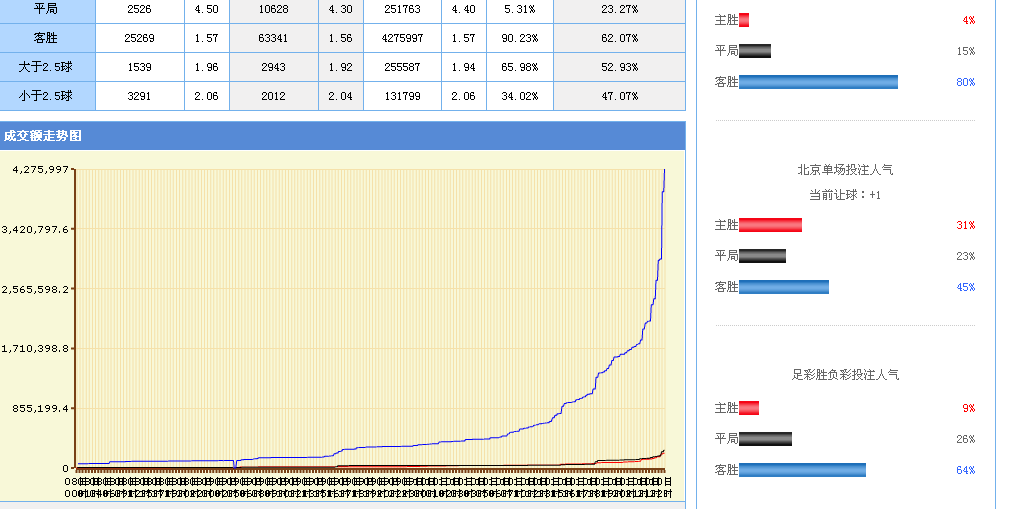 平局 2526 4.50 10628 4.30 251763 4.40 5.31% 23.27%
客胜 25269 1.57 63341 1.56 4275997 1.57 90.23% 62.07%
大于2.5球 1539 1.96 2943 1.92 255587 1.94 65.98% 52.93%
小于2.5球 3291 2.06 2012 2.04 131799 2.06 34.02% 47.07%
成交额走势图
4,275,997
3,420,797.6
2,565,598.2
1,710,398.8
855,199.4
0
主胜 4%
平局 15%
客胜 80%
北京单场投注人气
当前让球：+1
主胜 31%
平局 23%
客胜 45%
足彩胜负彩投注人气
主胜 9%
平局 26%
客胜 64%